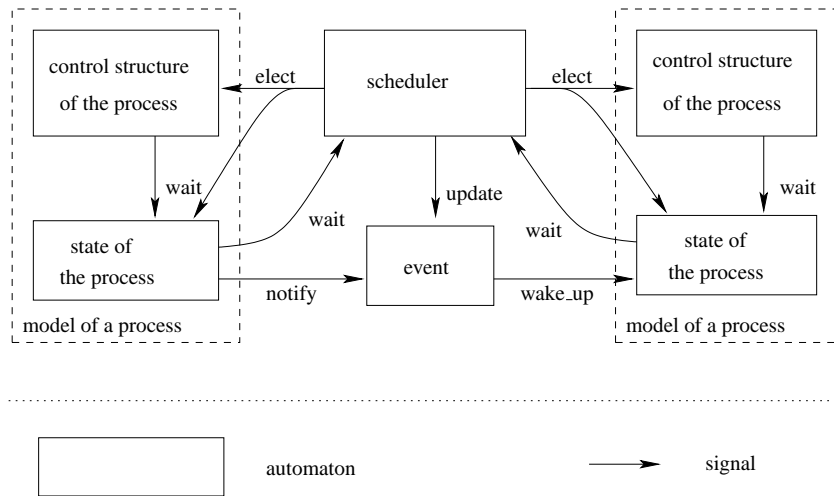 control structure
of the process
elect
scheduler
elect
control structure
of the process
wait
wait
update
wait
wait
state of
the process
notify
event
wake_up
state of
the process
model of a process
model of a process
automaton
signal